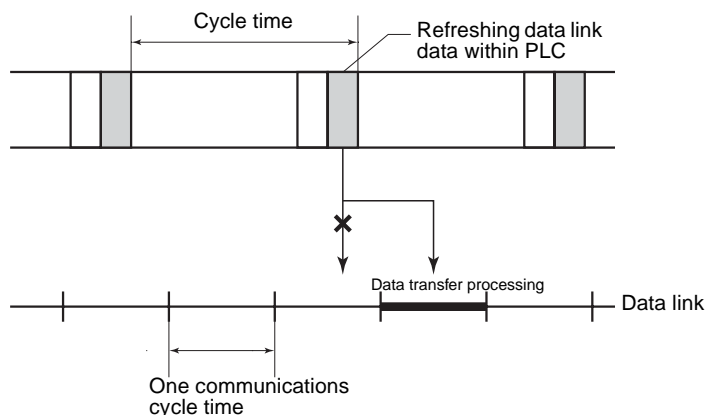 Cycle time
Refreshing data link
data within PLC
Data transfer processing
Data link
One communications
cycle time